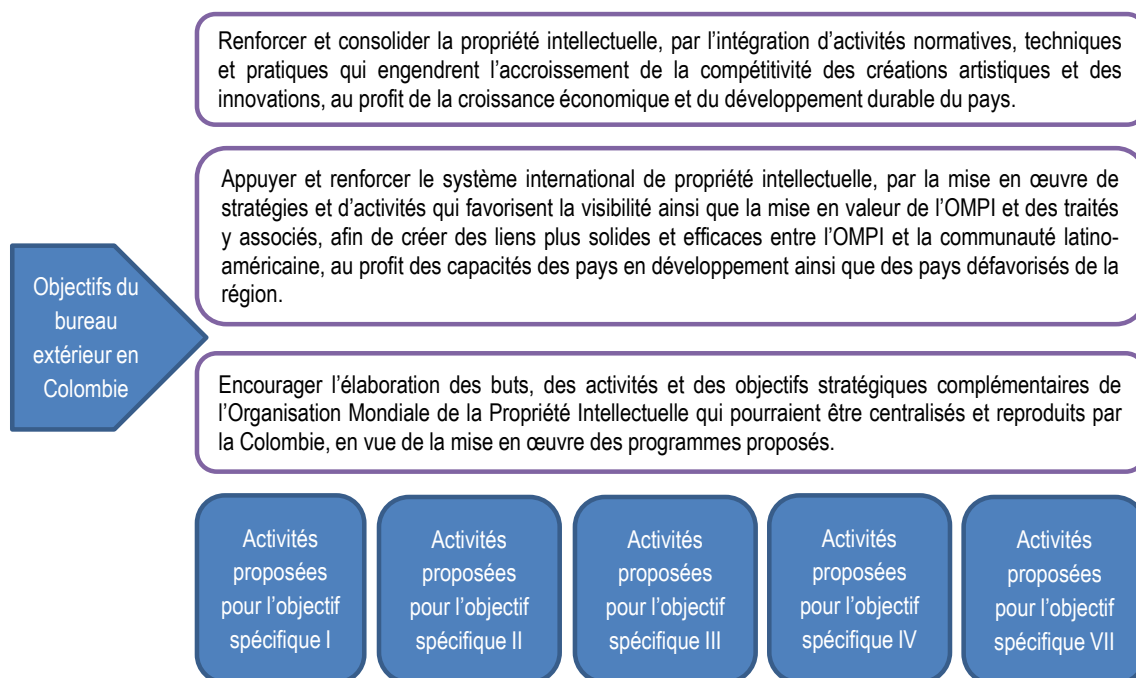 Renforcer et consolider la propriété intellectuelle, par l’intégration d’activités normatives, techniques
et pratiques qui engendrent l’accroissement de la compétitivité des créations artistiques et des
innovations, au profit de la croissance économique et du développement durable du pays.
Appuyer et renforcer le système international de propriété intellectuelle, par la mise en œuvre de
stratégies et d’activités qui favorisent la visibilité ainsi que la mise en valeur de l’OMPI et des traités
y associés, afin de créer des liens plus solides et efficaces entre l’OMPI et la communauté latino-
américaine, au profit des capacités des pays en développement ainsi que des pays défavorisés de la
région.
Objectifs du
bureau
extérieur en
Colombie
Encourager l’élaboration des buts, des activités et des objectifs stratégiques complémentaires de
l’Organisation Mondiale de la Propriété Intellectuelle qui pourraient être centralisés et reproduits par
la Colombie, en vue de la mise en œuvre des programmes proposés.
Activités
proposées
pour l’objectif
spécifique I
Activités
proposées
pour l’objectif
spécifique II
Activités
proposées
pour l’objectif
spécifique III
Activités
proposées
pour l’objectif
spécifique IV
Activités
proposées
pour l’objectif
spécifique VII